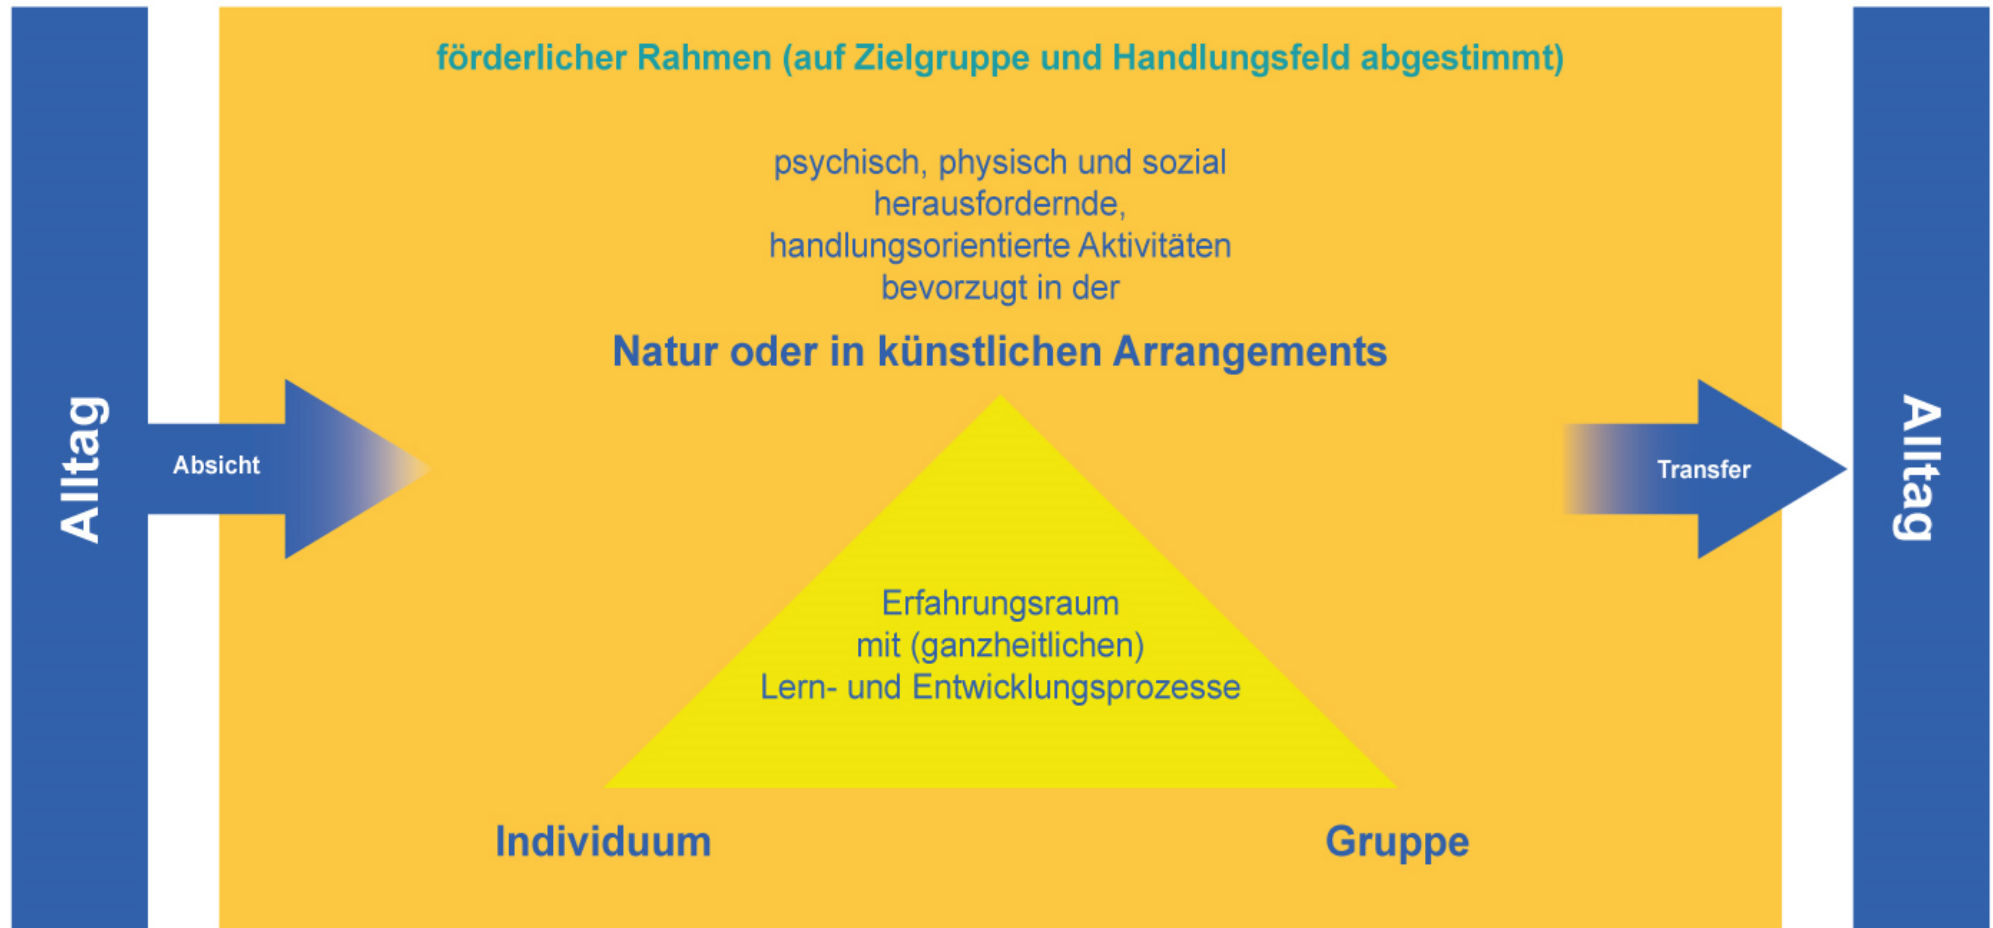 förderlicher Rahmen (auf Zielgruppe und Handlungsfeld abgestimmt)
psychisch, physisch und sozial
herausfordernde,
handlungsorientierte Aktivitäten
bevorzugt in der
Natur oder in künstlichen Arrangements
Alltag
Absicht
Transfer
Alltag
Erfahrungsraum
mit (ganzheitlichen)
Lern- und Entwicklungsprozesse
Individuum
Gruppe